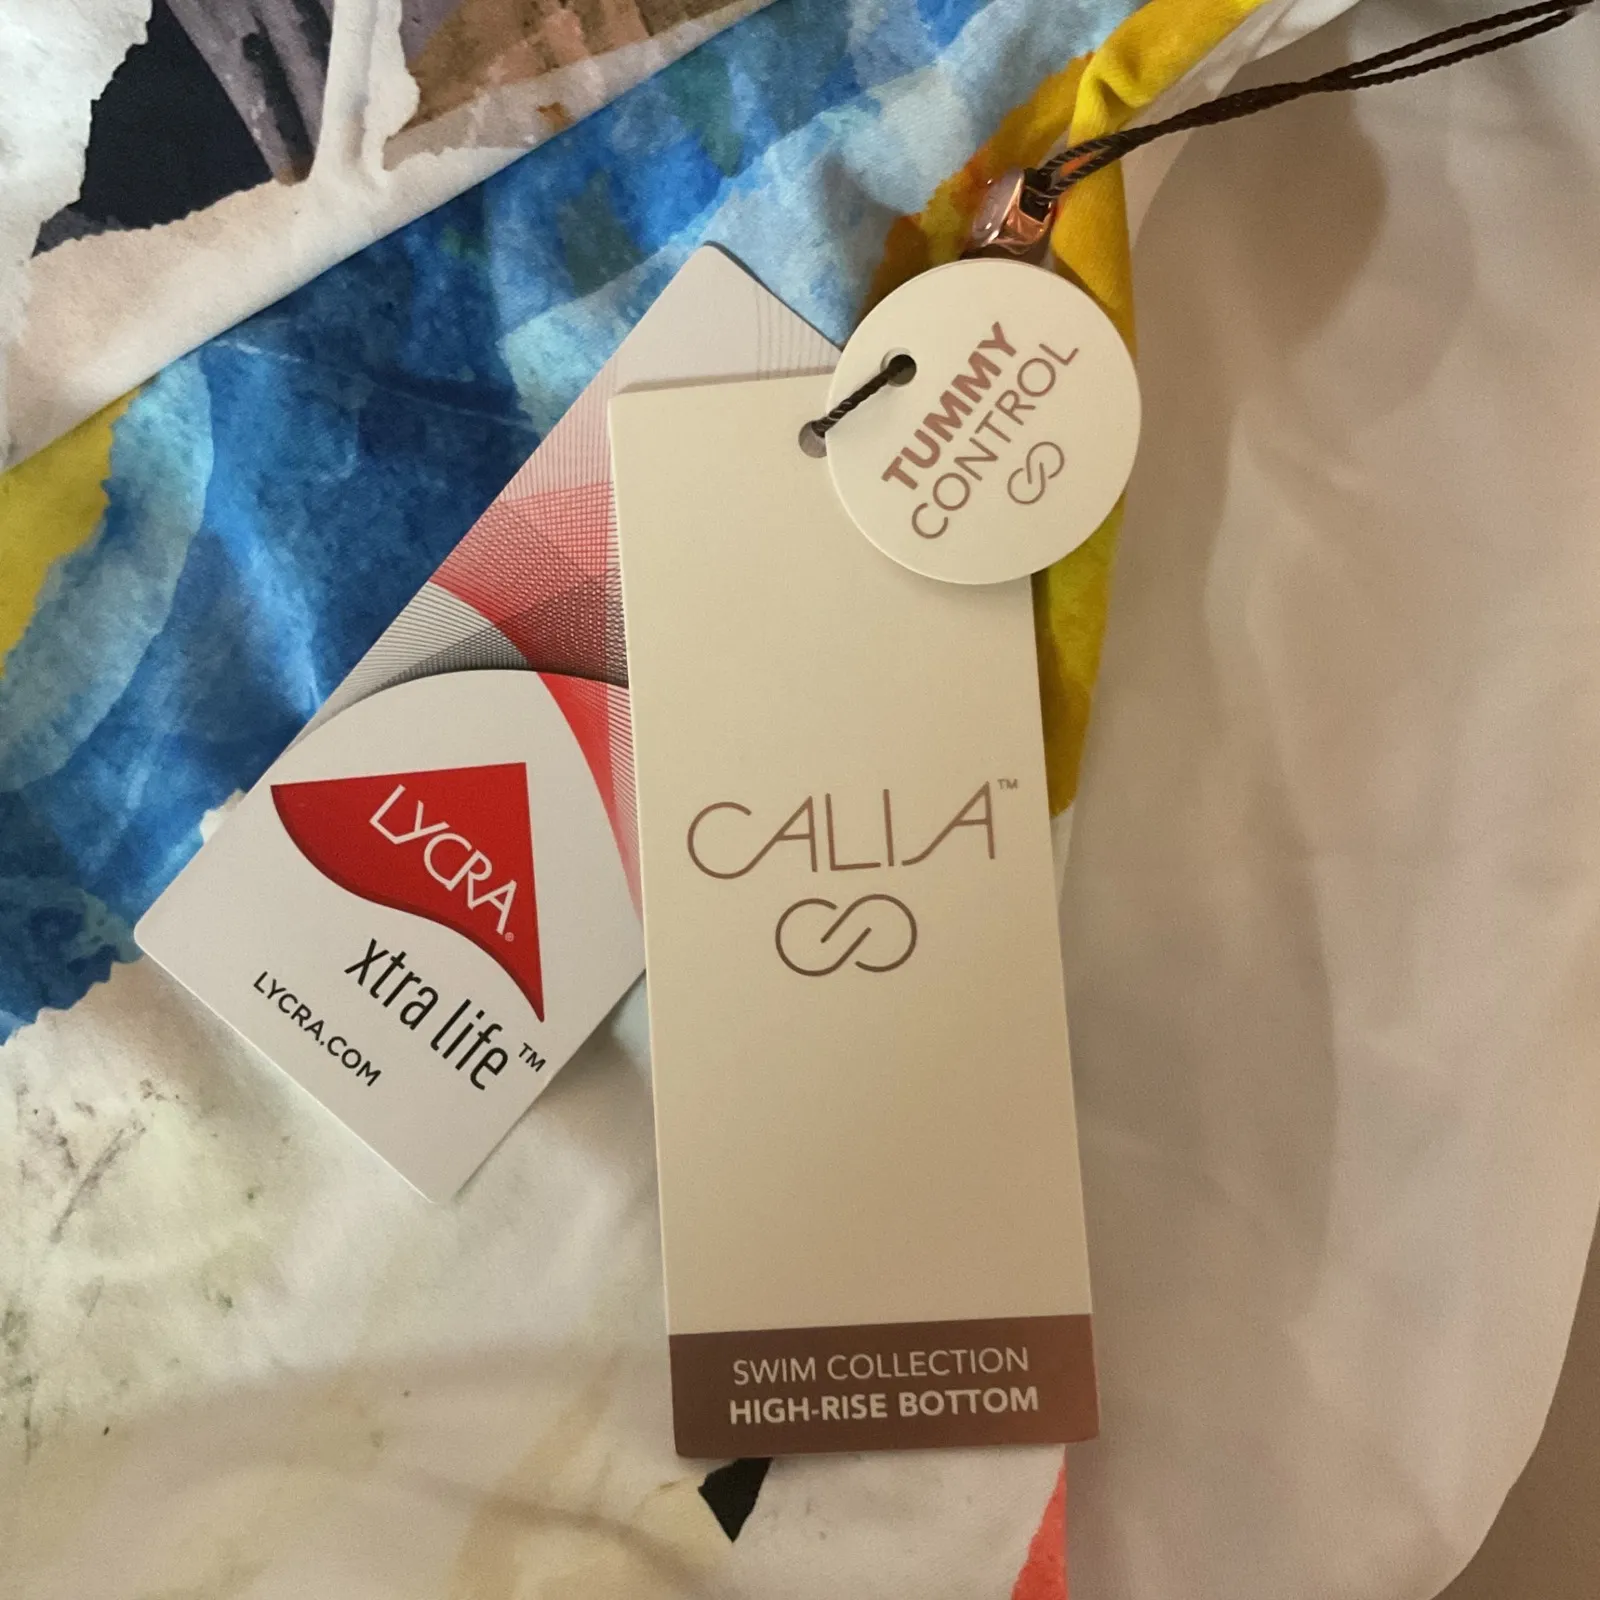 TUMMY
CONTROL
CALIA™
SWIM COLLECTION
HIGH-RISE BOTTOM
LYCRA®
xtra life™
LYCRA.COM